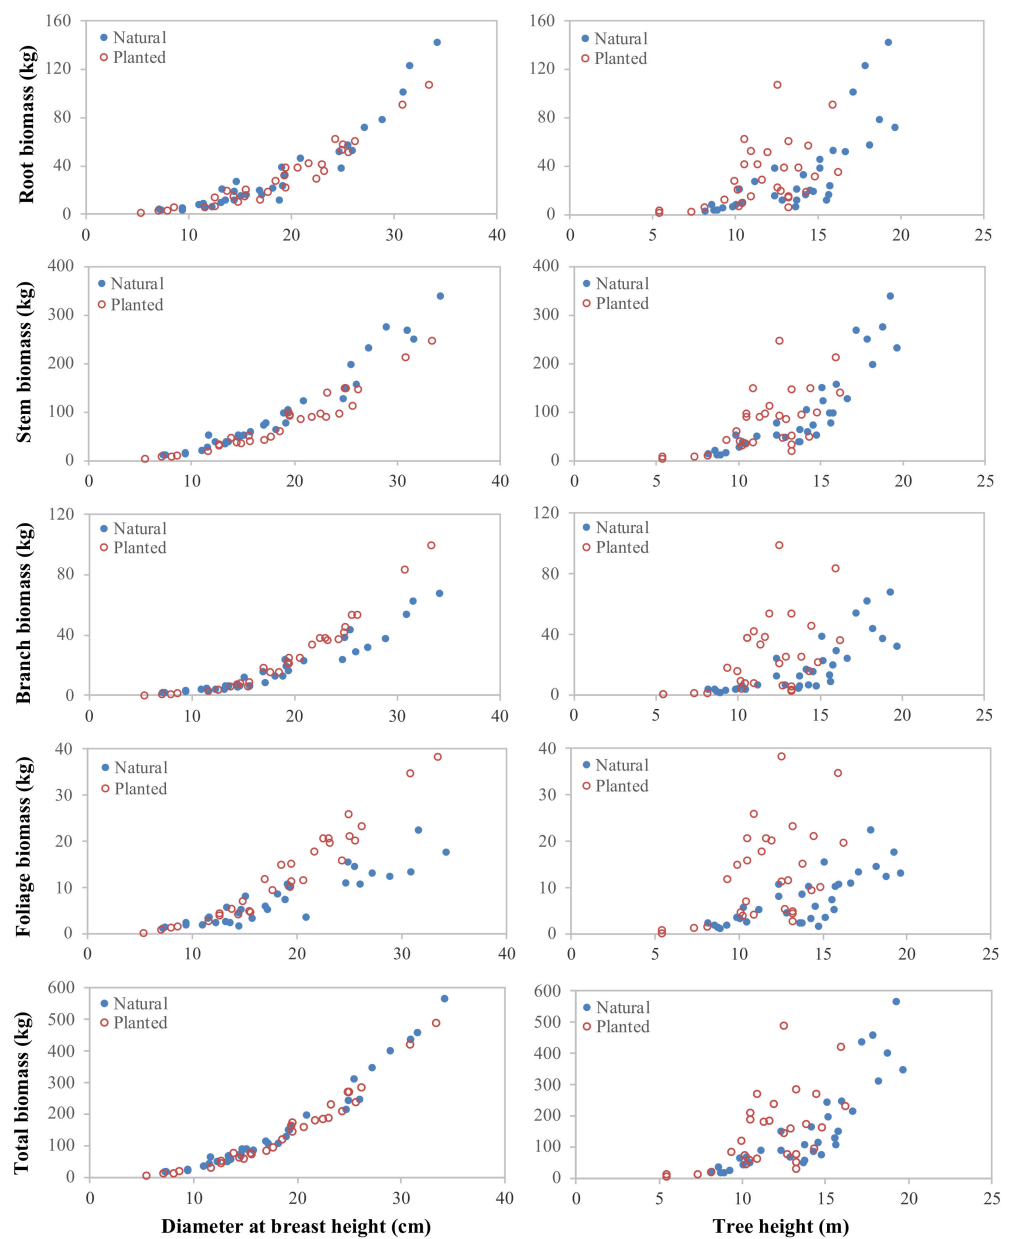 Root biomass (kg)
160
120
80
40
0
Natural
Planted
0 10 20 30 40
160
120
80
40
0
Natural
Planted
0 5 10 15 20 25
Stem biomass (kg)
400
300
200
100
0
Natural
Planted
0 10 20 30 40
400
300
200
100
0
Natural
Planted
0 5 10 15 20 25
Branch biomass (kg)
120
80
40
0
Natural
Planted
0 10 20 30 40
120
80
40
0
Natural
Planted
0 5 10 15 20 25
Foliage biomass (kg)
40
30
20
10
0
Natural
Planted
0 10 20 30 40
40
30
20
10
0
Natural
Planted
0 5 10 15 20 25
Total biomass (kg)
600
500
400
300
200
100
0
Natural
Planted
0 10 20 30 40
Diameter at breast height (cm)
600
500
400
300
200
100
0
Natural
Planted
0 5 10 15 20 25
Tree height (m)